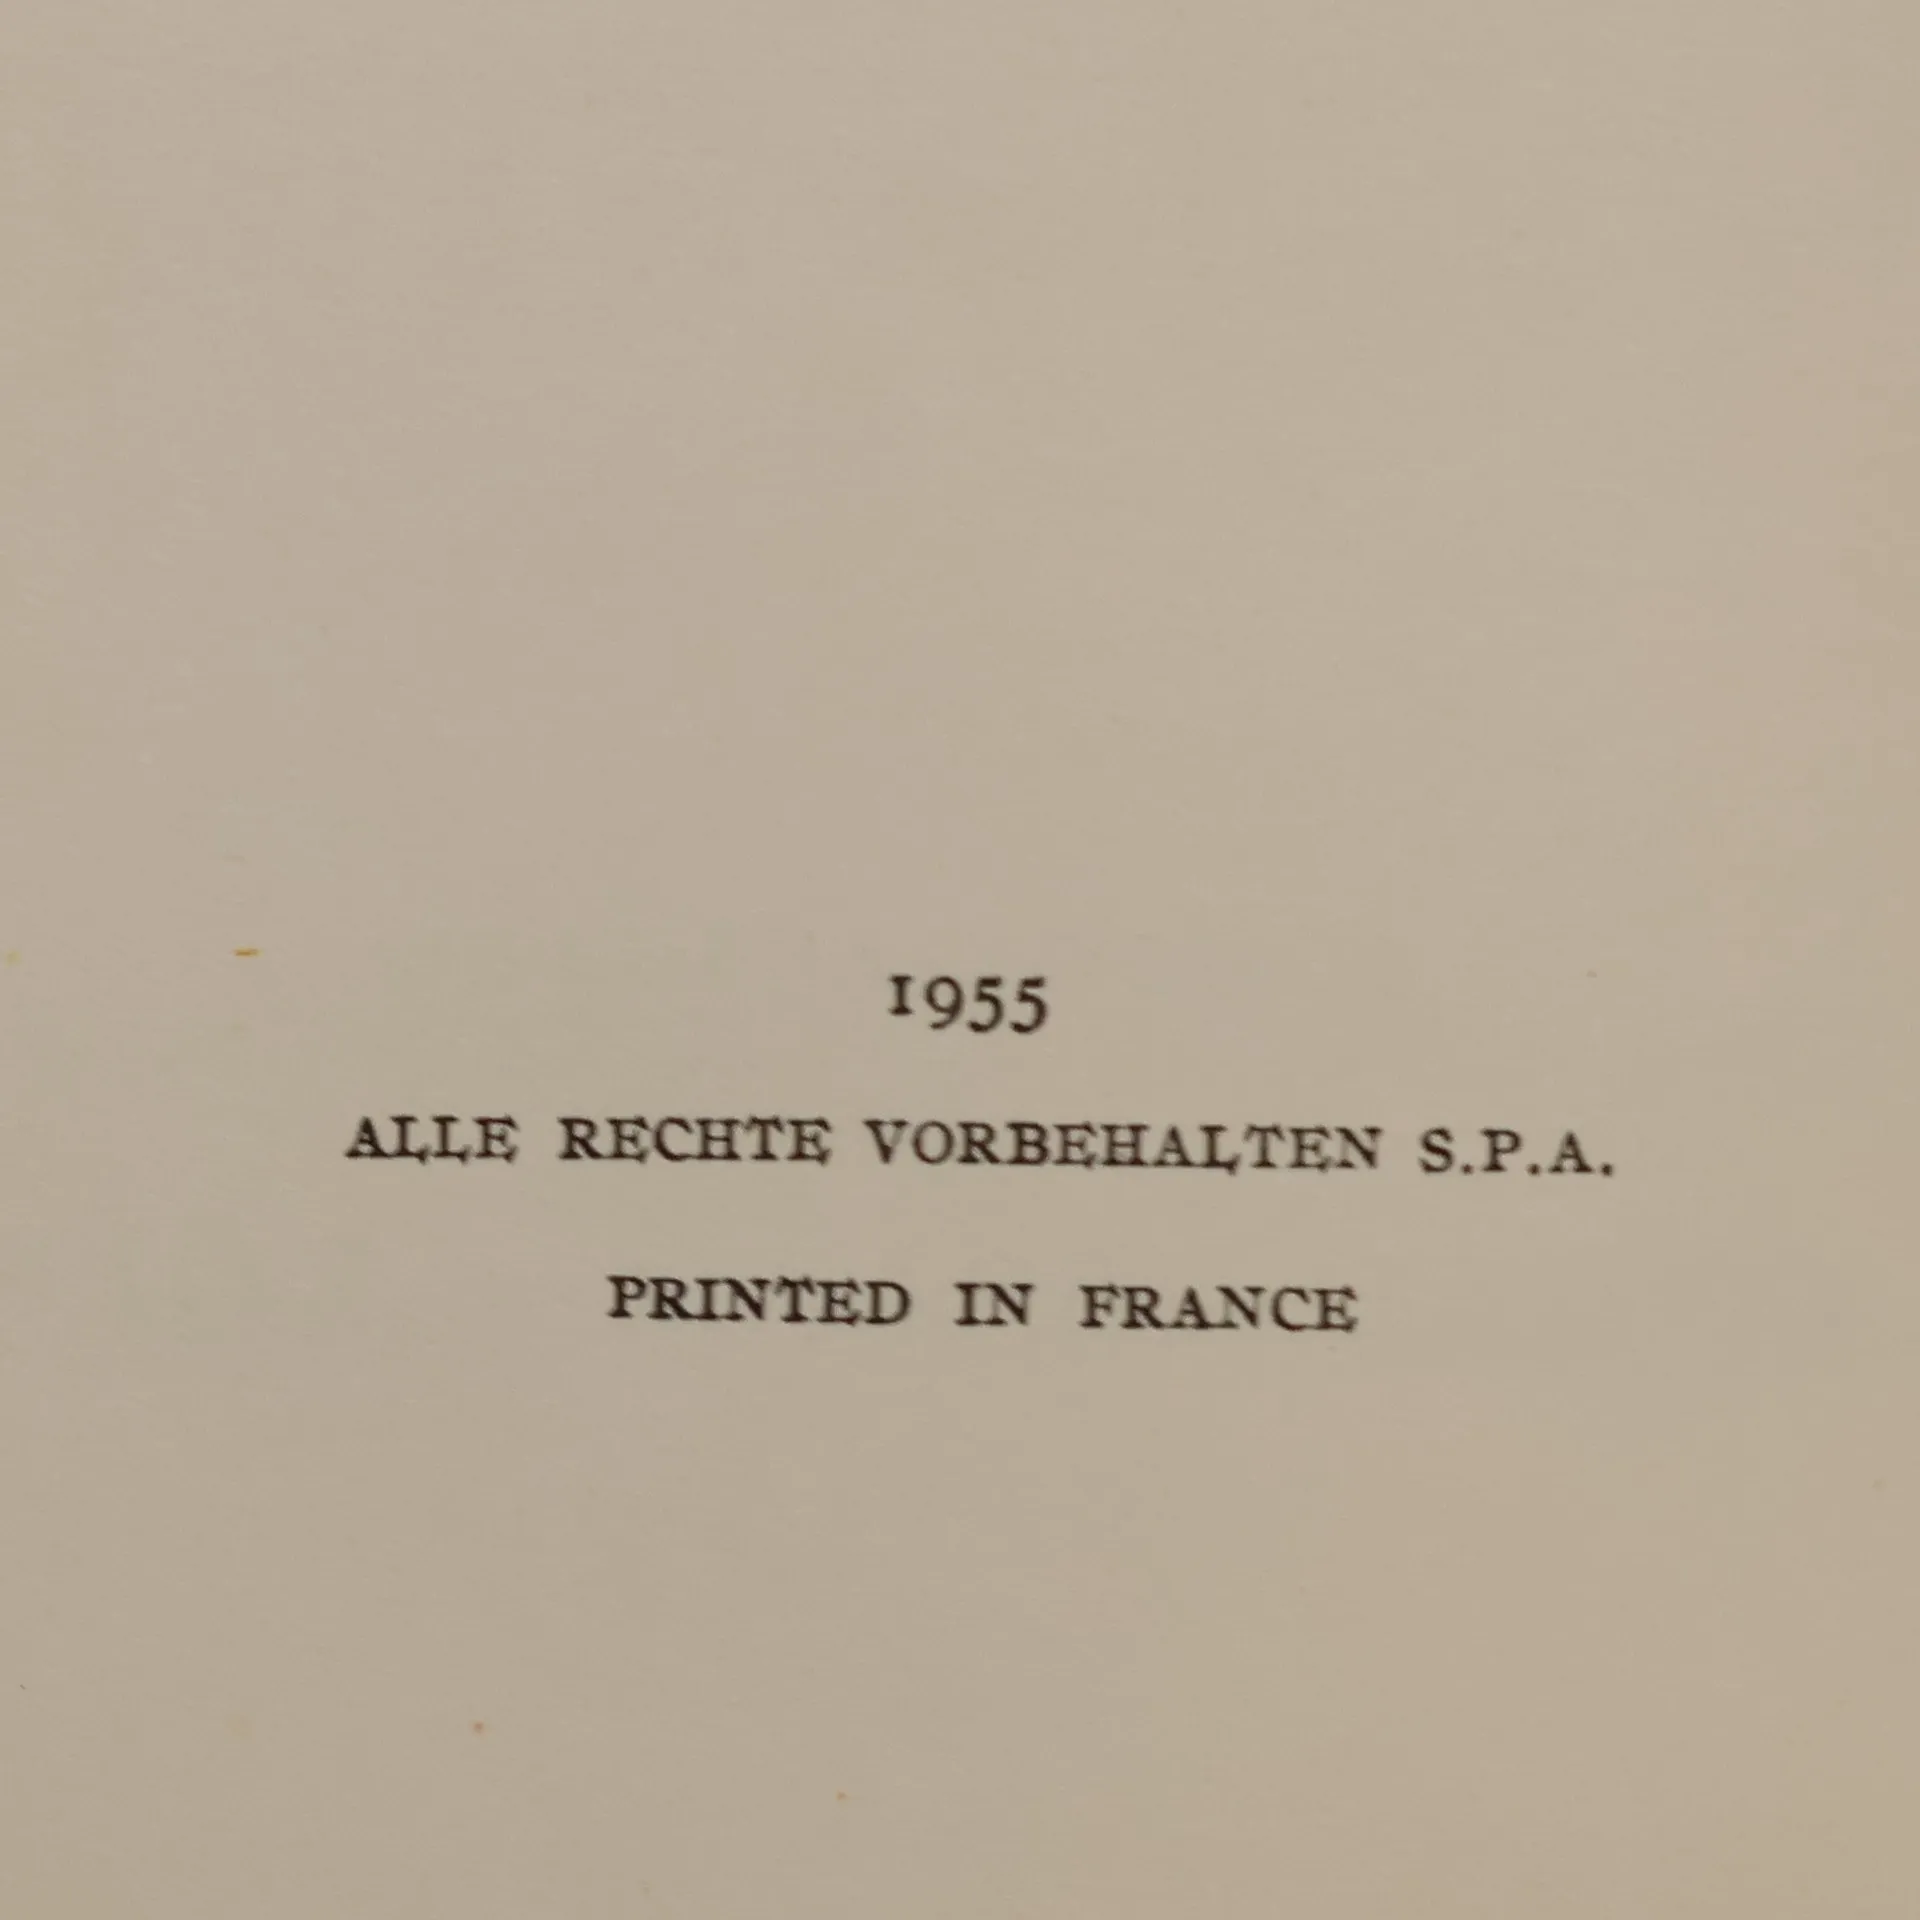 1955
ALLE RECHTE VORBEHALTEN S.P.A.
PRINTED IN FRANCE